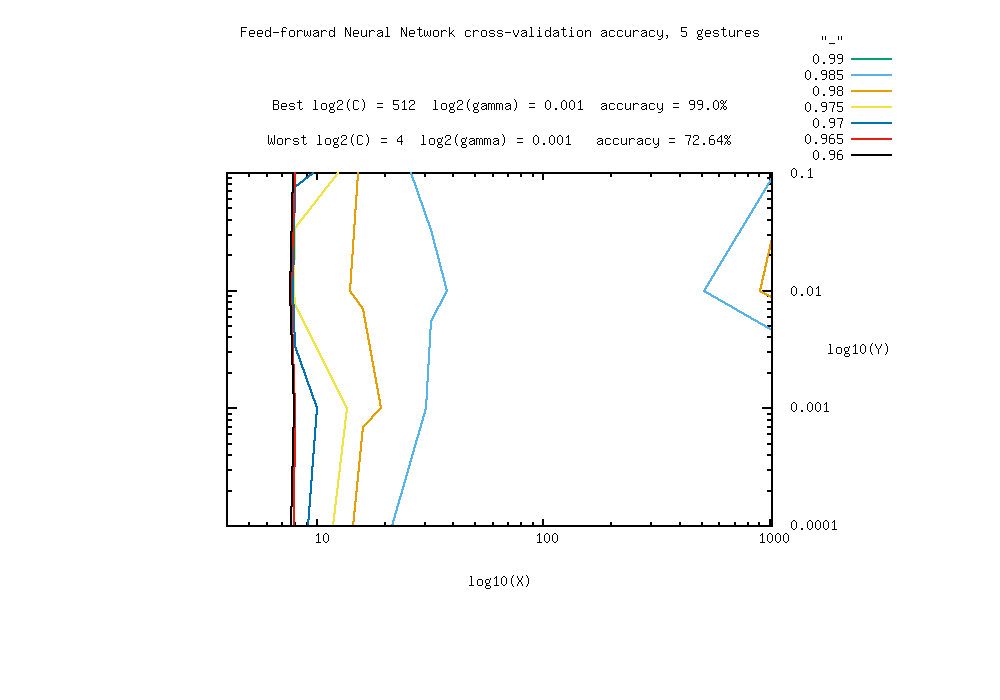 Feed-forward Neural Network cross-validation accuracy, 5 gestures
"_"
0.99
0.985
0.98
0.975
0.97
0.965
0.96
Best log2(C) = 512  log2(gamma) = 0.001  accuracy = 99.0%
Worst log2(C) = 4  log2(gamma) = 0.001   accuracy = 72.64%
0.1
0.01
log10(Y)
0.001
0.0001
10 100 1000
log10(X)